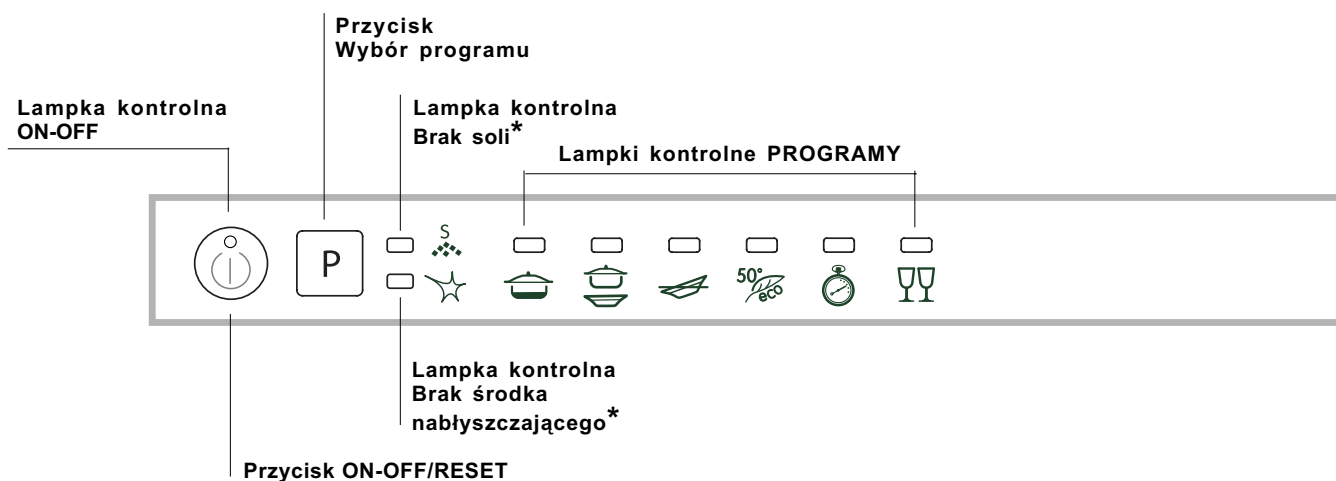 Przycisk
Wybór programu
Lampka kontrolna
ON-OFF
Lampka kontrolna
Brak soli*
Lampki kontrolne PROGRAMY
S
P
50°
eco
Lampka kontrolna
Brak środka
nabłyszczającego*
Przycisk ON-OFF/RESET